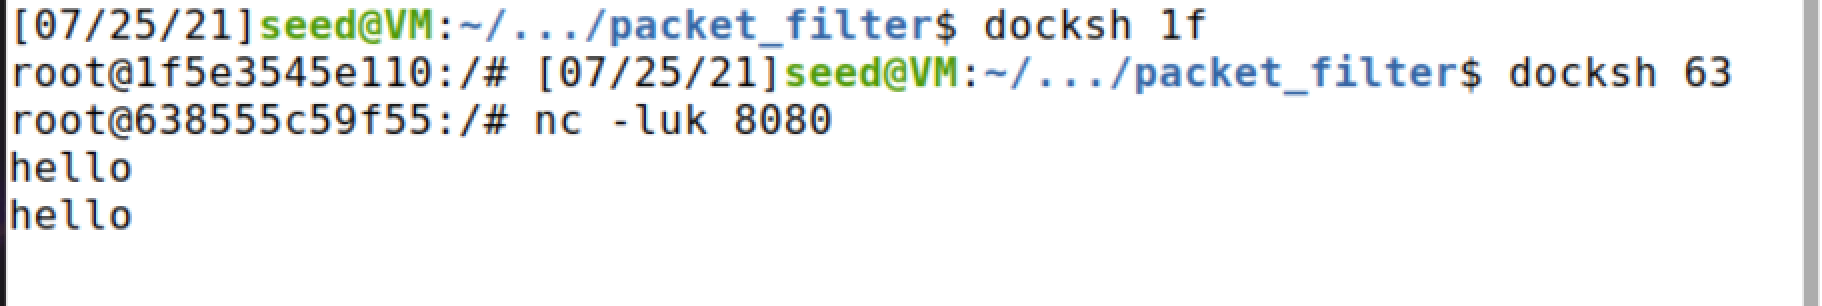 [07/25/21]seed@VM:~/.../packet_filter$ docksh 1f
root@1f5e3545e110:/# [07/25/21]seed@VM:~/.../packet_filter$ docksh 63
root@638555c59f55:/# nc -luk 8080
hello
hello